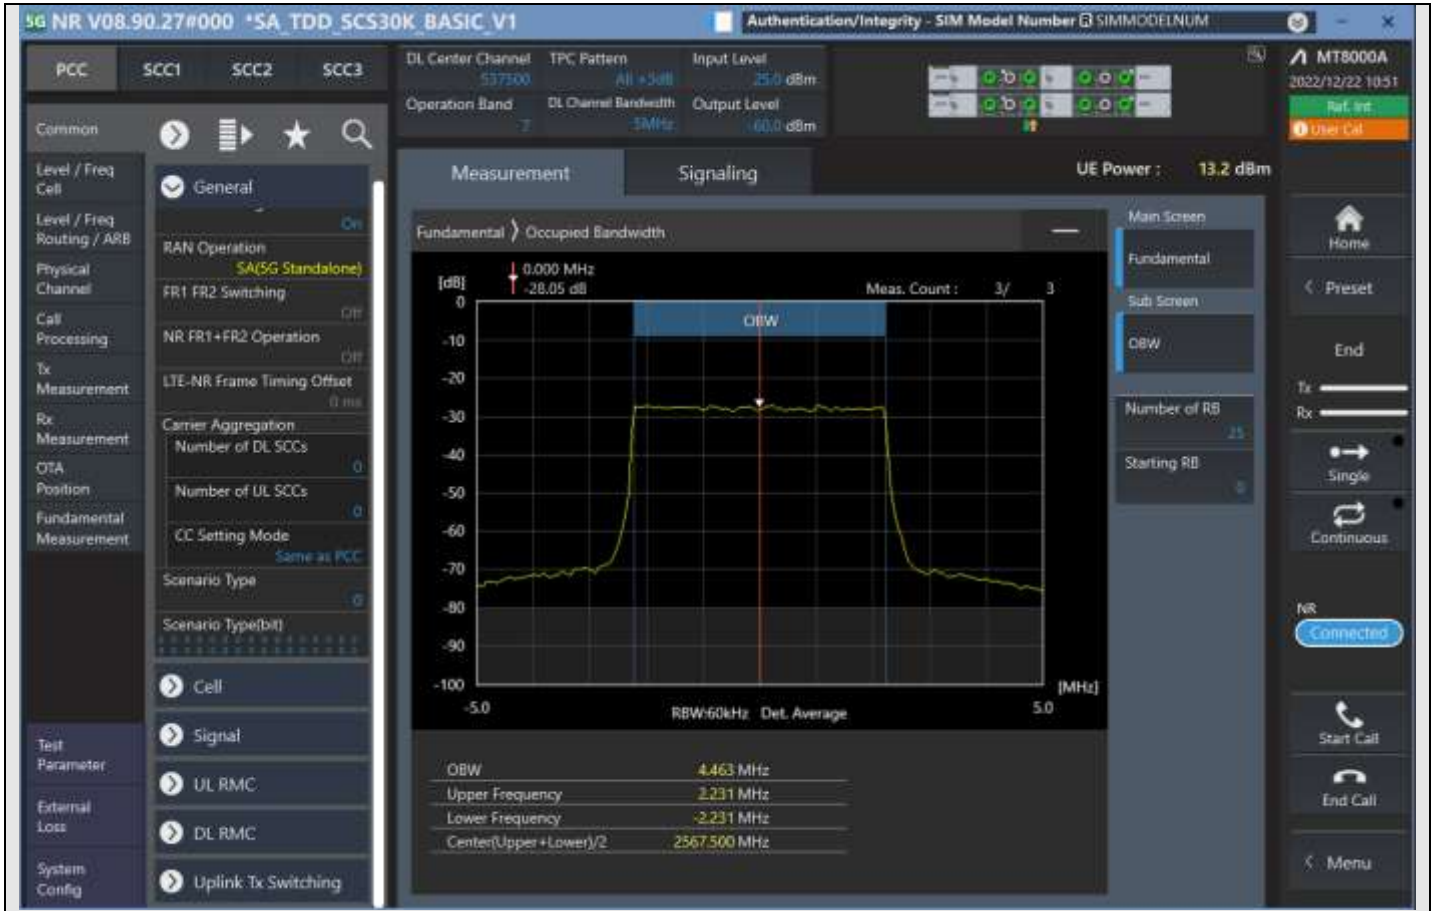 5G NR V08.90.27#000 *SA_TDD_SCS30K_BASIC_V1
Authentication/Integrity - SIM Model Number SIMMODELNUM
PCC SCC1 SCC2 SCC3
DL Center Channel 537500
TPC Pattern All +3dB
Input Level 25.0 dBm
Operation Band 7
DL Channel Bandwidth 5MHz
Output Level -60.0 dBm
MT8000A
2022/12/22 10:51
Ref. Int
User Cal
Common
Level / Freq
Cell
Level / Freq
Routing / ARB
Physical
Channel
Call
Processing
Tx
Measurement
Rx
Measurement
OTA
Position
Fundamental
Measurement
Test
Parameter
External
Loss
System
Config
General
On
RAN Operation
SA(5G Standalone)
FR1 FR2 Switching
Off
NR FR1+FR2 Operation
Off
LTE-NR Frame Timing Offset
0 ms
Carrier Aggregation
Number of DL SCCs
0
Number of UL SCCs
0
CC Setting Mode
Same as PCC
Scenario Type
0
Scenario Type(bit)
Cell
Signal
UL RMC
DL RMC
Uplink Tx Switching
Measurement Signaling
UE Power : 13.2 dBm
Fundamental Occupied Bandwidth
[dB]
0.000 MHz
-28.05 dB
Meas. Count : 3/ 3
OBW
0
-10
-20
-30
-40
-50
-60
-70
-80
-90
-100
[MHz]
-5.0 5.0
RBW:60kHz Det. Average
OBW 4.463 MHz
Upper Frequency 2.231 MHz
Lower Frequency -2.231 MHz
Center(Upper+Lower)/2 2567.500 MHz
Main Screen
Fundamental
Sub Screen
OBW
Number of RB
25
Starting RB
0
Home
Preset
End
Tx
Rx
Single
Continuous
NR
Connected
Start Call
End Call
Menu